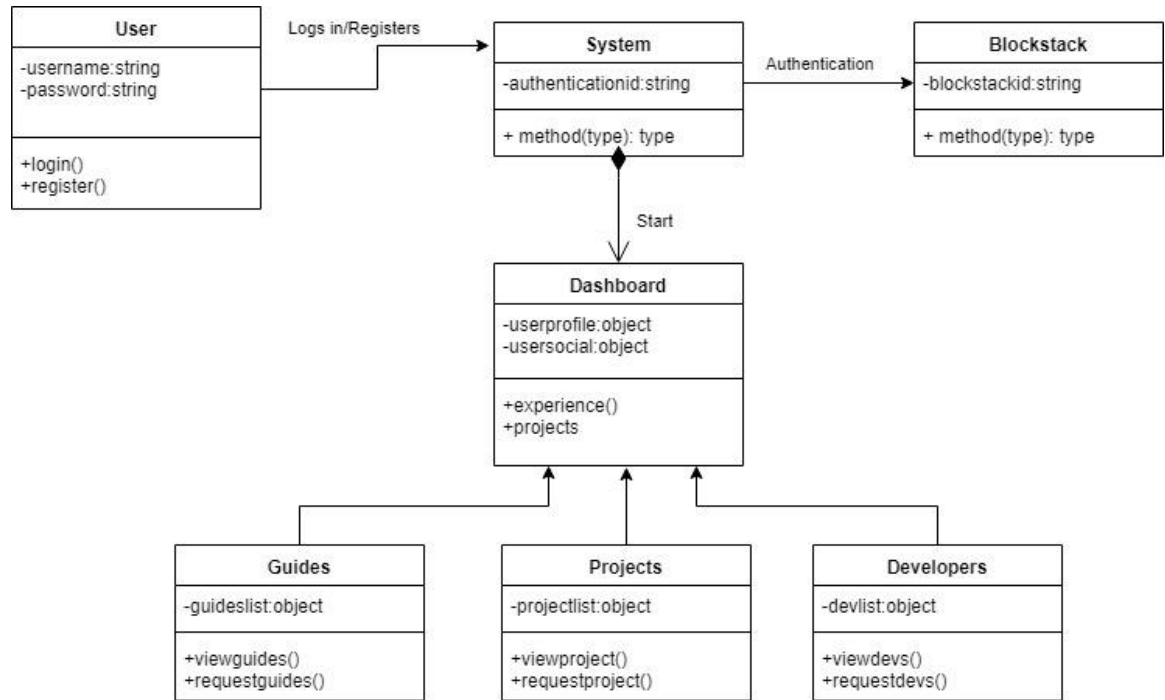 User
-username:string
-password:string
+login()
+register()
Logs in/Registers
System
-authenticationid:string
+ method(type): type
Authentication
Blockstack
-blockstackid:string
+ method(type): type
Start
Dashboard
-userprofile:object
-usersocial:object
+experience()
+projects
Guides
-guideslist:object
+viewguides()
+requestguides()
Projects
-projectlist:object
+viewproject()
+requestproject()
Developers
-devlist:object
+viewdevs()
+requestdevs()